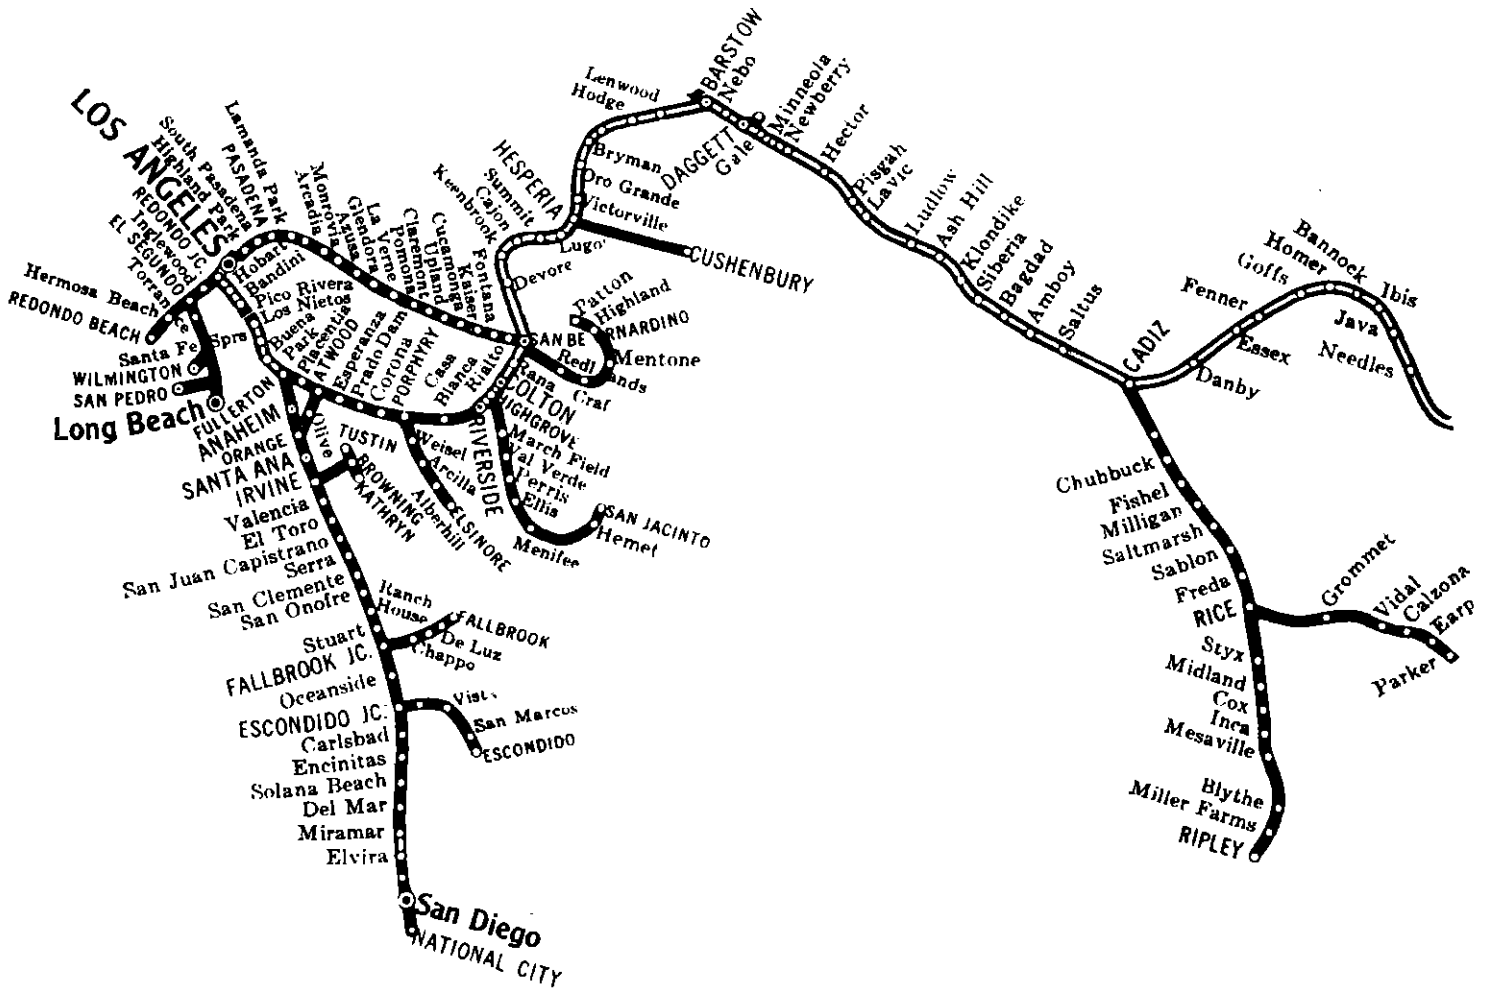 LOS ANGELES
Lamanda Park
PASADENA
South Pasadena
Highland Park
REDONDO JC.
Inglewood
EL SEGUNDO
Torrance
Hermosa Beach
REDONDO BEACH
Santa Fe Sprs
WILMINGTON
SAN PEDRO
Long Beach
Hobart
Bandini
Pico Rivera
Los Nietos
Buena Park
Placentia
ATWOOD
Esperanza
Prado Dam
Corona
PORPHYRY
Casa Blanca
Rialto
Arcadia
Monrovia
Azusa
Glendora
La Verne
Pomona
Claremont
Upland
Cucamonga
Kaiser
Fontana
Keenbrook
Cajon
Summit
HESPERIA
Lugo
Devore
Lenwood
Hodge
Bryman
Oro Grande
Victorville
CUSHENBURY
BARSTOW
Nebo
DAGGETT
Gale
Minneola
Newberry
Hector
Pisgah
Lavic
Ludlow
Ash Hill
Klondike
Siberia
Bagdad
Amboy
Saltus
CADIZ
Danby
Essex
Fenner
Goffs
Homer
Bannock
Ibis
Java
Needles
Patton
Highland
SAN BERNARDINO
Mentone
Redlands
Craf
Rana
COLTON
HIGHGROVE
RIVERSIDE
March Field
Val Verde
Perris
Ellis
Menifee
Hemet
SAN JACINTO
Weisel
Arcilla
Alberhill
ELSINORE
FULLERTON
ANAHEIM
ORANGE
Olive
SANTA ANA
IRVINE
TUSTIN
BROWNING
KATHRYN
Valencia
El Toro
San Juan Capistrano
Serra
San Clemente
San Onofre
Stuart
FALLBROOK JC.
Ranch House
De Luz
Chappo
FALLBROOK
Oceanside
ESCONDIDO JC.
Vista
San Marcos
ESCONDIDO
Carlsbad
Encinitas
Solana Beach
Del Mar
Miramar
Elvira
San Diego
NATIONAL CITY
Chubbuck
Fishel
Milligan
Saltmarsh
Sablon
Freda
RICE
Grommet
Vidal
Calzona
Earp
Parker
Styx
Midland
Cox
Inca
Mesaville
Blythe
Miller Farms
RIPLEY